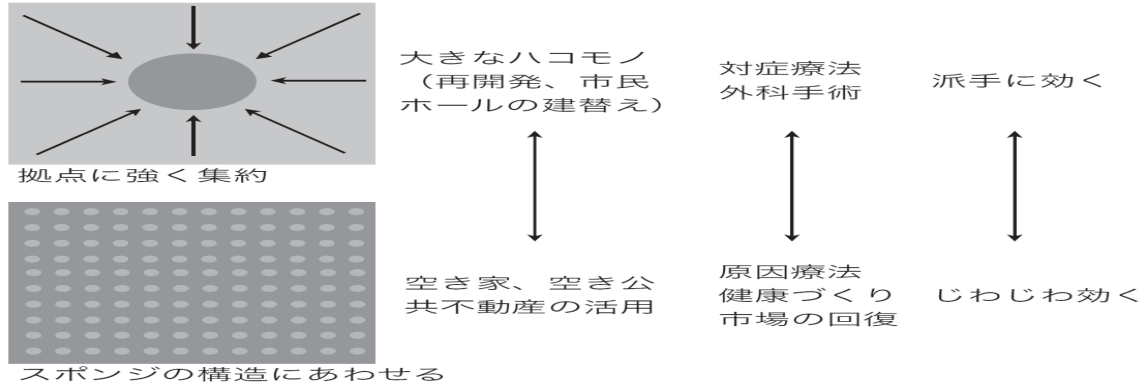 大きなハコモノ
（再開発、市民
ホールの建替え）
対症療法
外科手術
派手に効く
拠点に強く集約
空き家、空き公
共不動産の活用
原因療法
健康づくり
市場の回復
じわじわ効く
スポンジの構造にあわせる